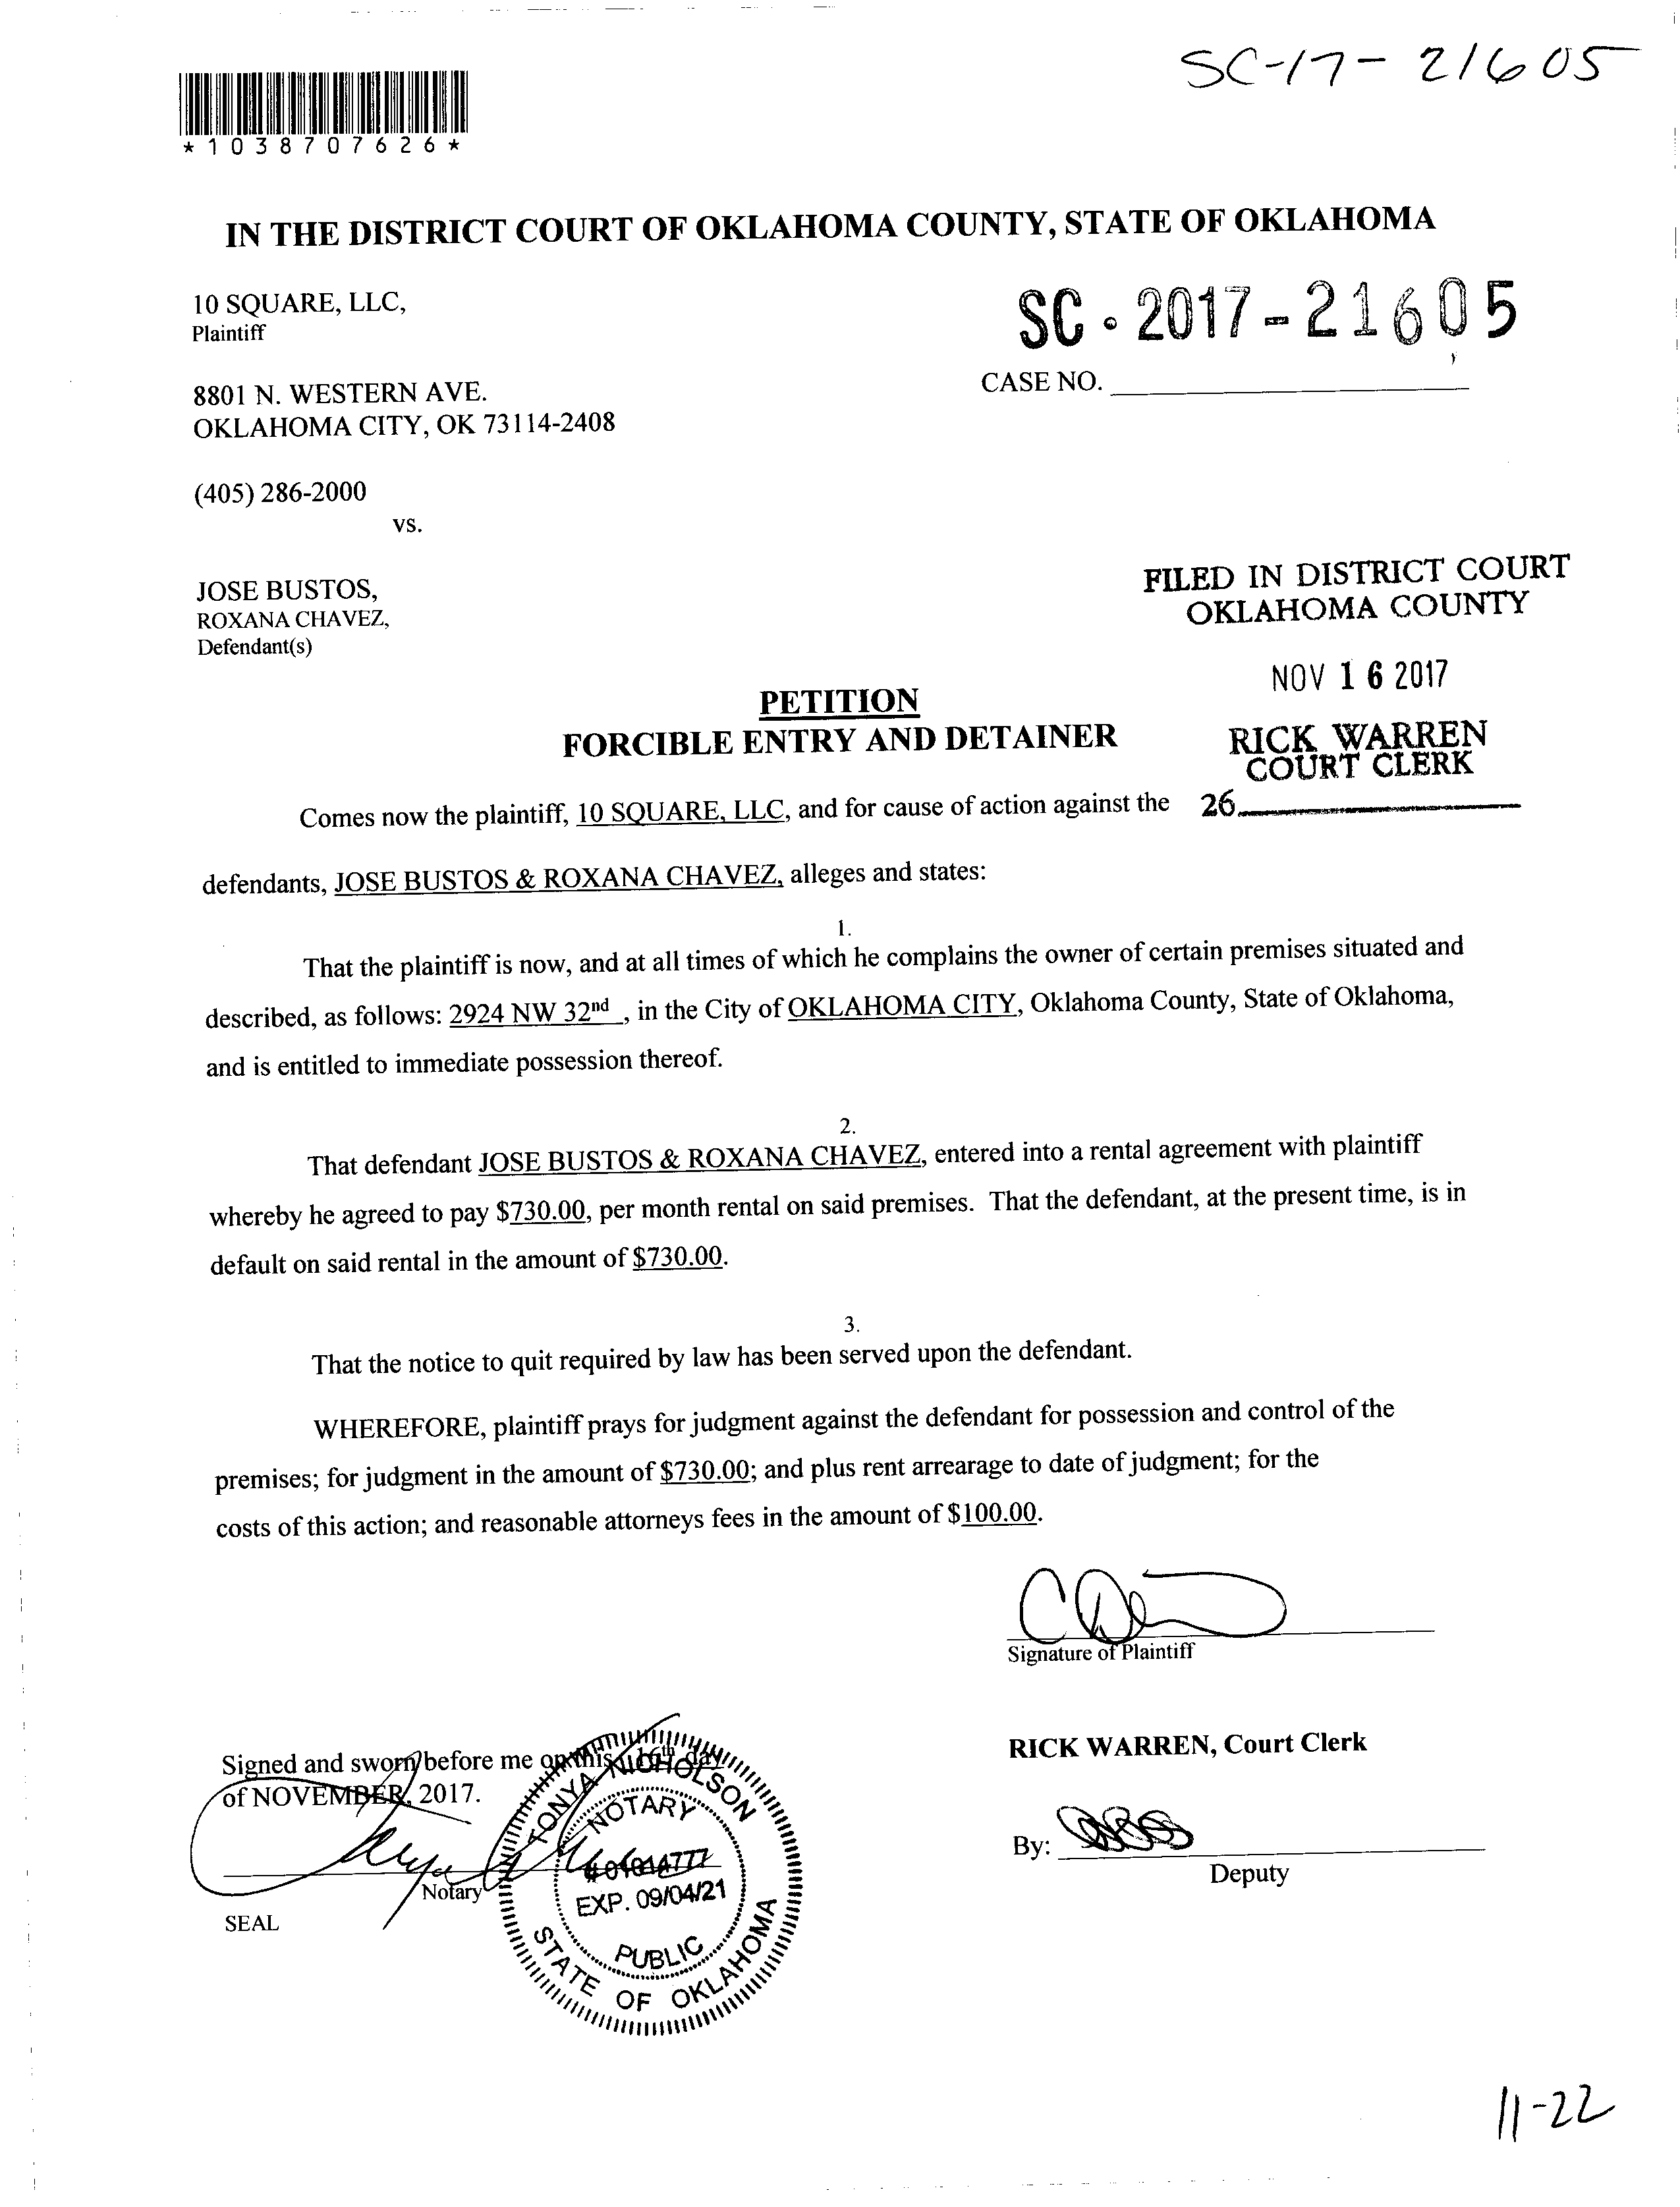 SC-17-21605
*1038707626*
IN THE DISTRICT COURT OF OKLAHOMA COUNTY, STATE OF OKLAHOMA
10 SQUARE, LLC,
Plaintiff
SC-2017-21605
8801 N. WESTERN AVE.
CASE NO.
OKLAHOMA CITY, OK 73114-2408
(405) 286-2000
vs.
JOSE BUSTOS,
ROXANA CHAVEZ,
Defendant(s)
FILED IN DISTRICT COURT
OKLAHOMA COUNTY
NOV 16 2017
RICK WARREN
COURT CLERK
26
PETITION
FORCIBLE ENTRY AND DETAINER
Comes now the plaintiff, 10 SQUARE, LLC, and for cause of action against the
defendants, JOSE BUSTOS & ROXANA CHAVEZ, alleges and states:
1.
That the plaintiff is now, and at all times of which he complains the owner of certain premises situated and
described, as follows: 2924 NW 32nd , in the City of OKLAHOMA CITY, Oklahoma County, State of Oklahoma,
and is entitled to immediate possession thereof.
2.
That defendant JOSE BUSTOS & ROXANA CHAVEZ, entered into a rental agreement with plaintiff
whereby he agreed to pay $730.00, per month rental on said premises. That the defendant, at the present time, is in
default on said rental in the amount of $730.00.
3.
That the notice to quit required by law has been served upon the defendant.
WHEREFORE, plaintiff prays for judgment against the defendant for possession and control of the
premises; for judgment in the amount of $730.00; and plus rent arrearage to date of judgment; for the
costs of this action; and reasonable attorneys fees in the amount of $100.00.
Signature of Plaintiff
RICK WARREN, Court Clerk
Signed and sworn before me on this 16th day
of NOVEMBER, 2017.
By:
Deputy
Notary
SEAL
TONYA NICHOLSON
NOTARY
# 01014777
EXP. 09/04/21
PUBLIC
STATE OF OKLAHOMA
11-22